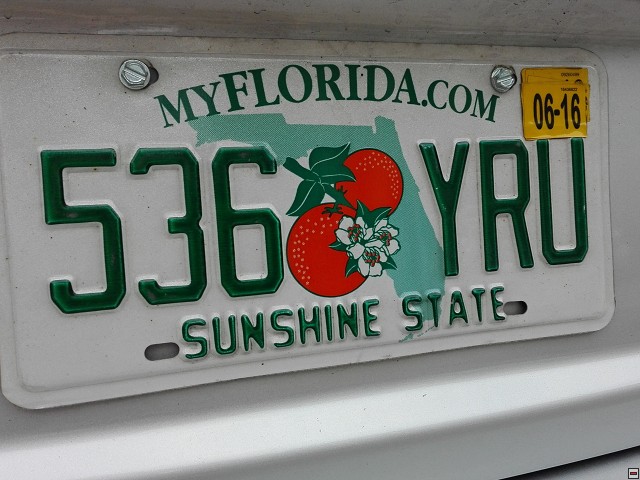 MYFLORIDA.COM
06-16
536 YRU
SUNSHINE STATE